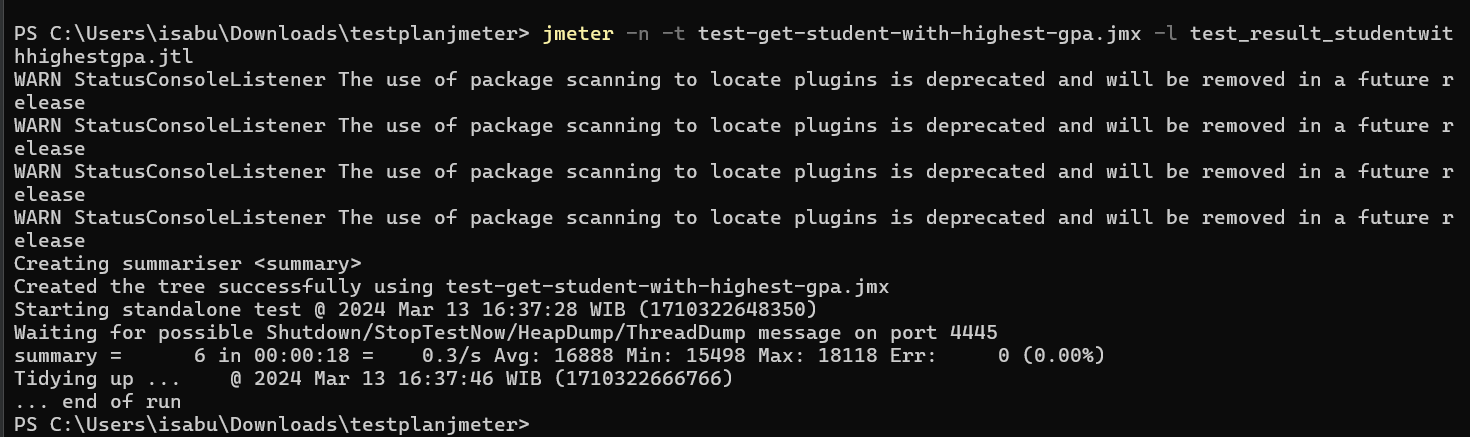 PS C:\Users\isabu\Downloads\testplanjmeter> jmeter -n -t test-get-student-with-highest-gpa.jmx -l test_result_studentwit
hhighestgpa.jtl
WARN StatusConsoleListener The use of package scanning to locate plugins is deprecated and will be removed in a future r
elease
WARN StatusConsoleListener The use of package scanning to locate plugins is deprecated and will be removed in a future r
elease
WARN StatusConsoleListener The use of package scanning to locate plugins is deprecated and will be removed in a future r
elease
WARN StatusConsoleListener The use of package scanning to locate plugins is deprecated and will be removed in a future r
elease
Creating summariser <summary>
Created the tree successfully using test-get-student-with-highest-gpa.jmx
Starting standalone test @ 2024 Mar 13 16:37:28 WIB (1710322648350)
Waiting for possible Shutdown/StopTestNow/HeapDump/ThreadDump message on port 4445
summary =      6 in 00:00:18 =    0.3/s Avg: 16888 Min: 15498 Max: 18118 Err:     0 (0.00%)
Tidying up ...    @ 2024 Mar 13 16:37:46 WIB (1710322666766)
... end of run
PS C:\Users\isabu\Downloads\testplanjmeter>